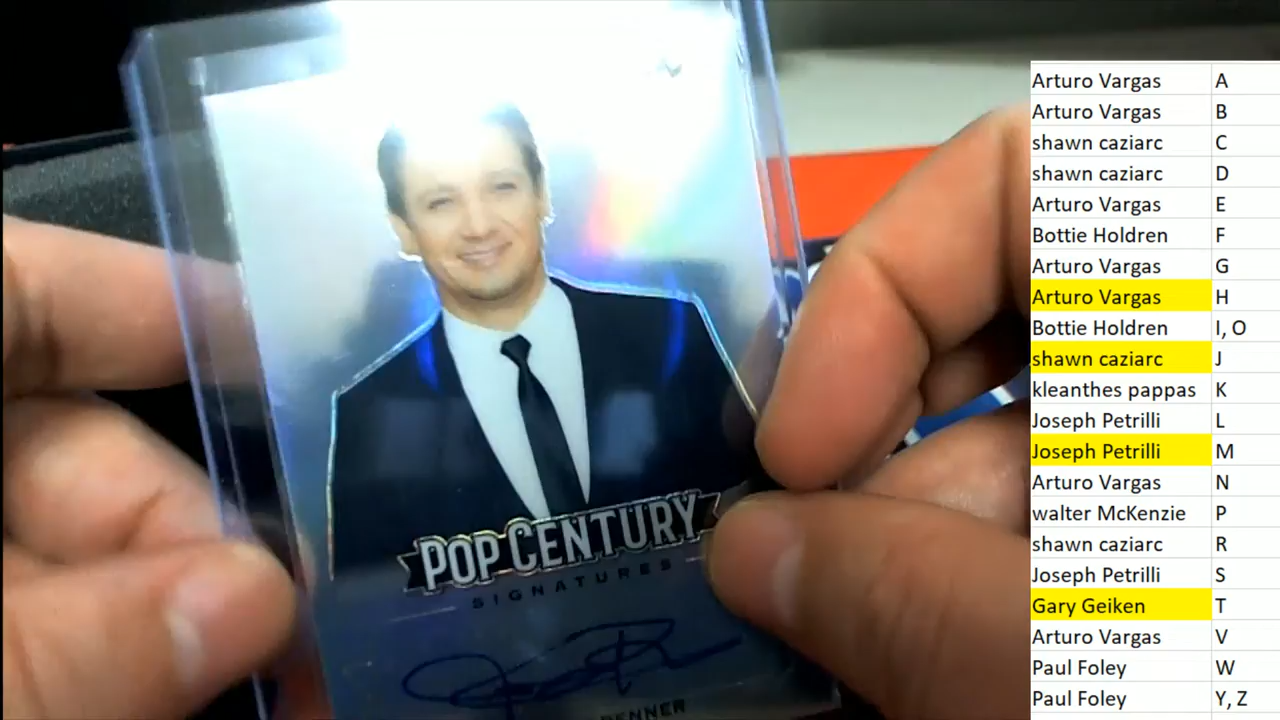 POP CENTURY
SIGNATURES
RENNER
Arturo Vargas A
Arturo Vargas B
shawn caziarc C
shawn caziarc D
Arturo Vargas E
Bottie Holdren F
Arturo Vargas G
Arturo Vargas H
Bottie Holdren I, O
shawn caziarc J
kleanthes pappas K
Joseph Petrilli L
Joseph Petrilli M
Arturo Vargas N
walter McKenzie P
shawn caziarc R
Joseph Petrilli S
Gary Geiken T
Arturo Vargas V
Paul Foley W
Paul Foley Y, Z